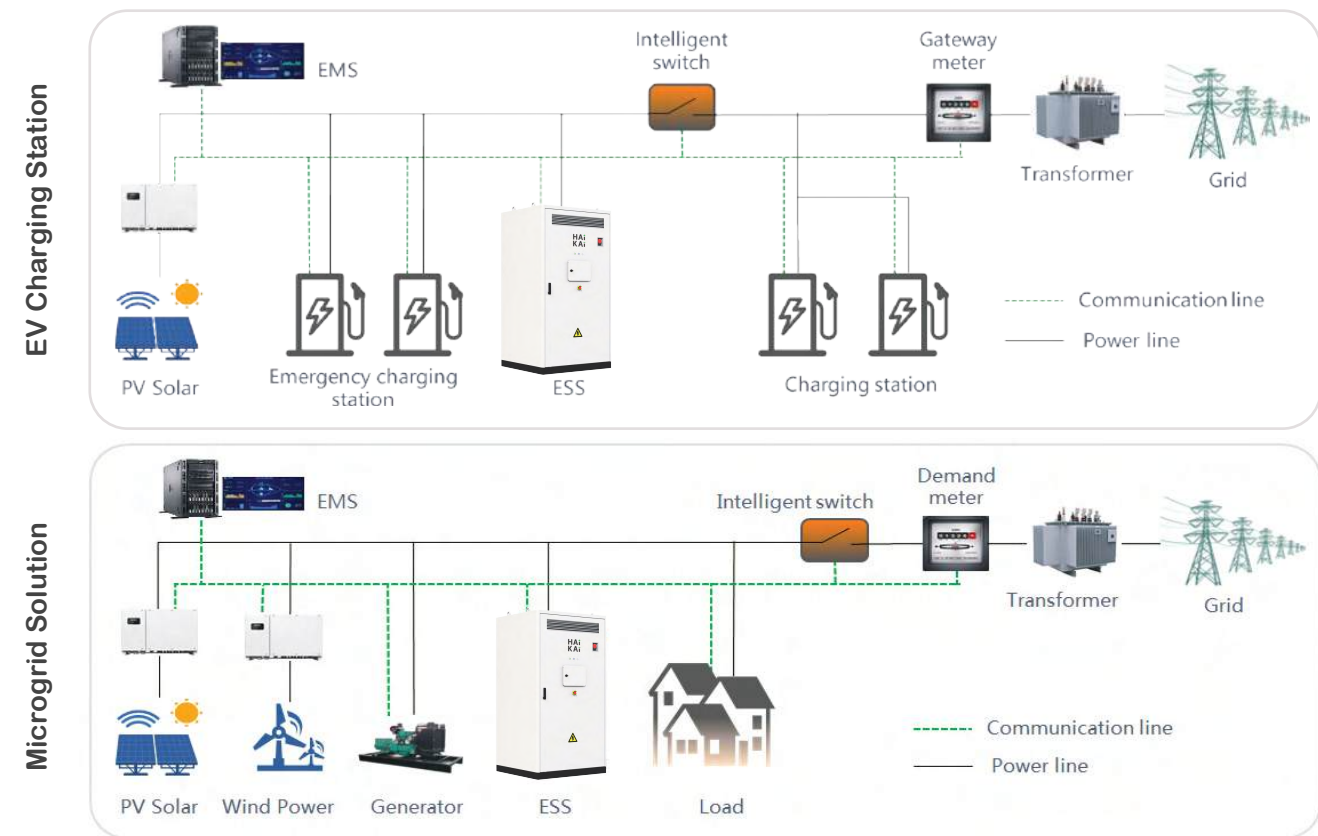 EV Charging Station
EMS
Intelligent
switch
Gateway
meter
Transformer
Grid
HAi
KAi
PV Solar
Emergency charging
station
ESS
Charging station
Communication line
Power line
Microgrid Solution
EMS
Intelligent switch
Demand
meter
Transformer
Grid
HAi
KAi
Communication line
Power line
PV Solar
Wind Power
Generator
ESS
Load